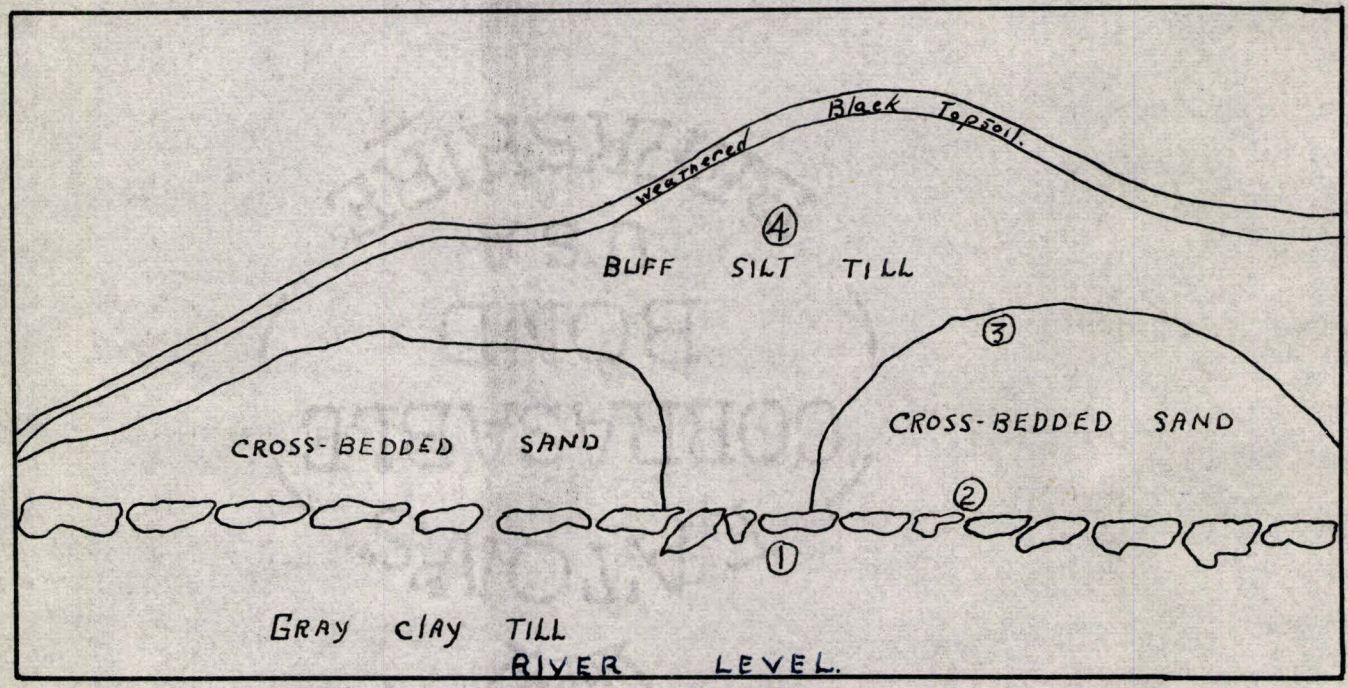 Weathered Black Topsoil.
④
BUFF SILT TILL
③
CROSS-BEDDED SAND
CROSS-BEDDED SAND
②
①
GRAY CLAY TILL
RIVER LEVEL.